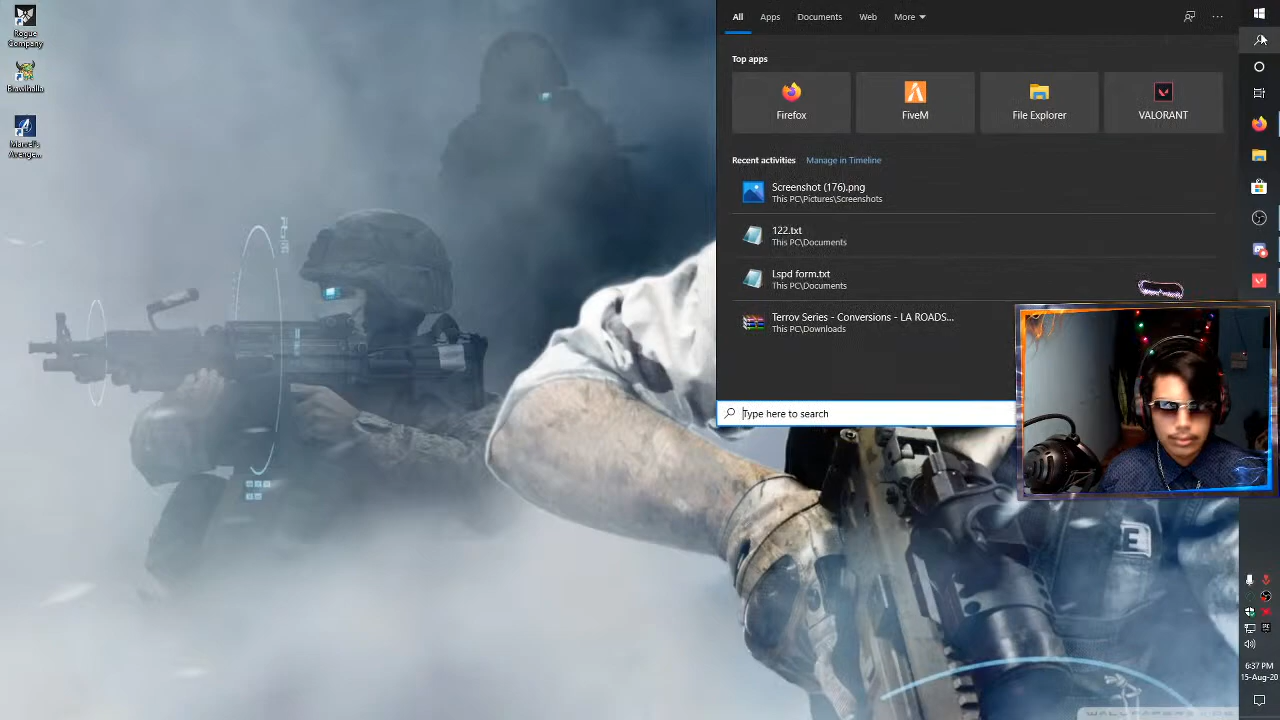 Rogue
Company
Brawlhalla
Marvel's
Avenge...
All
Apps
Documents
Web
More
Top apps
Firefox
FiveM
File Explorer
VALORANT
Recent activities
Manage in Timeline
Screenshot (176).png
This PC\Pictures\Screenshots
122.txt
This PC\Documents
Lspd form.txt
This PC\Documents
Terrov Series - Conversions - LA ROADS...
This PC\Downloads
Type here to search
E
6:37 PM
15-Aug-20